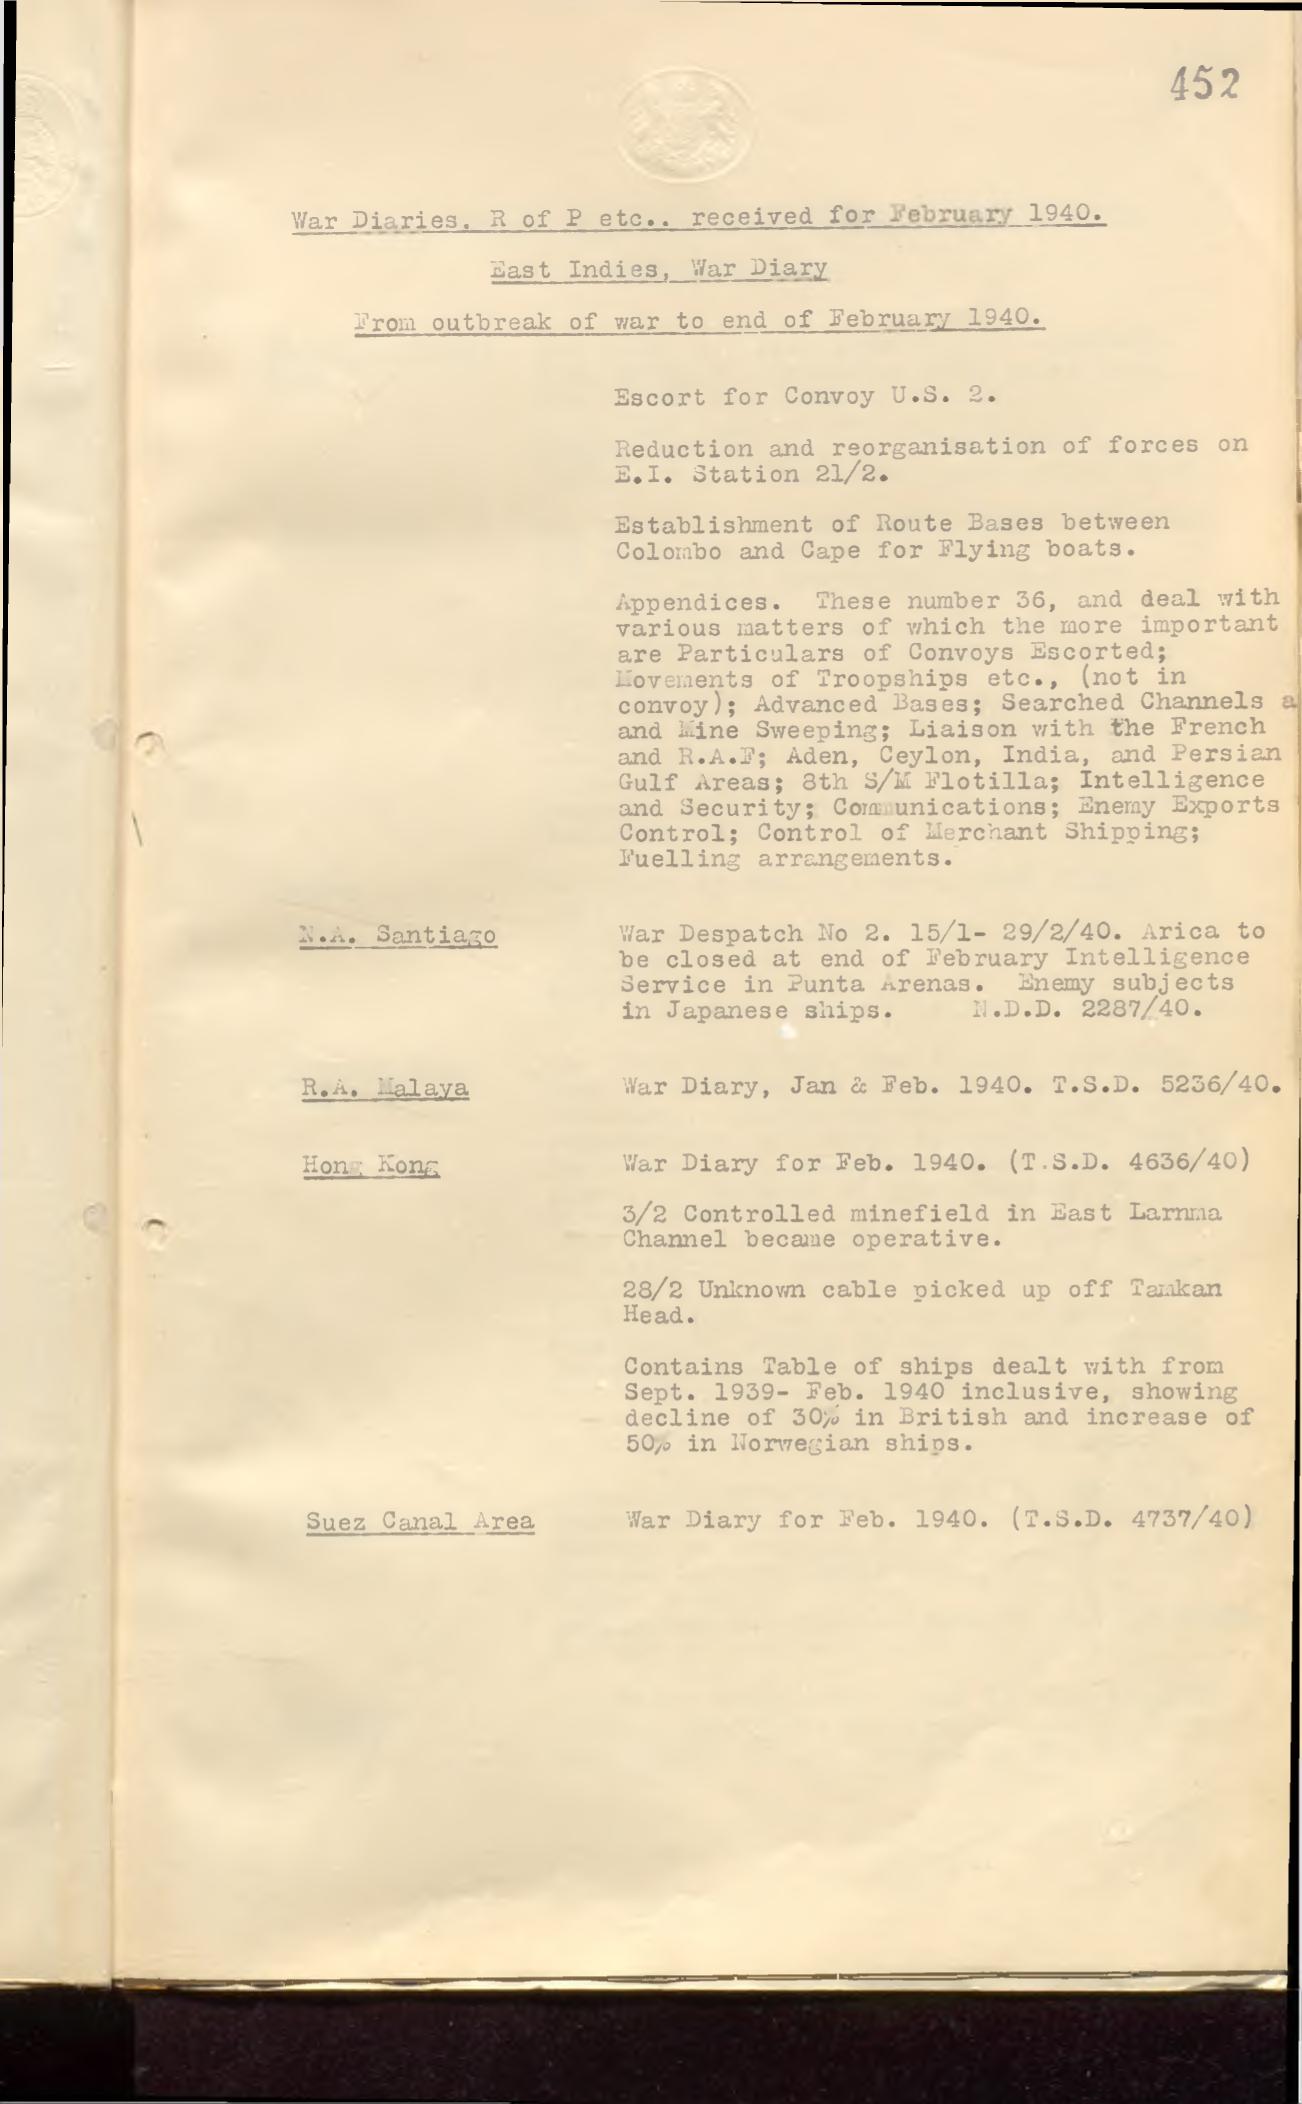 452
War Diaries. R of P etc.. received for February 1940.
East Indies, War Diary
From outbreak of war to end of February 1940.
Escort for Convoy U.S. 2.
Reduction and reorganisation of forces on
E.I. Station 21/2.
Establishment of Route Bases between
Colombo and Cape for Flying boats.
Appendices. These number 36, and deal with
various matters of which the more important
are Particulars of Convoys Escorted;
Movements of Troopships etc., (not in
convoy); Advanced Bases; Searched Channels a
and Mine Sweeping; Liaison with the French
and R.A.F; Aden, Ceylon, India, and Persian
Gulf Areas; 8th S/M Flotilla; Intelligence
and Security; Communications; Enemy Exports
Control; Control of Merchant Shipping;
Fuelling arrangements.
N.A. Santiago War Despatch No 2. 15/1- 29/2/40. Arica to
be closed at end of February Intelligence
Service in Punta Arenas. Enemy subjects
in Japanese ships. N.D.D. 2287/40.
R.A. Malaya War Diary, Jan & Feb. 1940. T.S.D. 5236/40.
Hong Kong War Diary for Feb. 1940. (T.S.D. 4636/40)
3/2 Controlled minefield in East Lamma
Channel became operative.
28/2 Unknown cable picked up off Tamkan
Head.
Contains Table of ships dealt with from
Sept. 1939- Feb. 1940 inclusive, showing
decline of 30% in British and increase of
50% in Norwegian ships.
Suez Canal Area War Diary for Feb. 1940. (T.S.D. 4737/40)